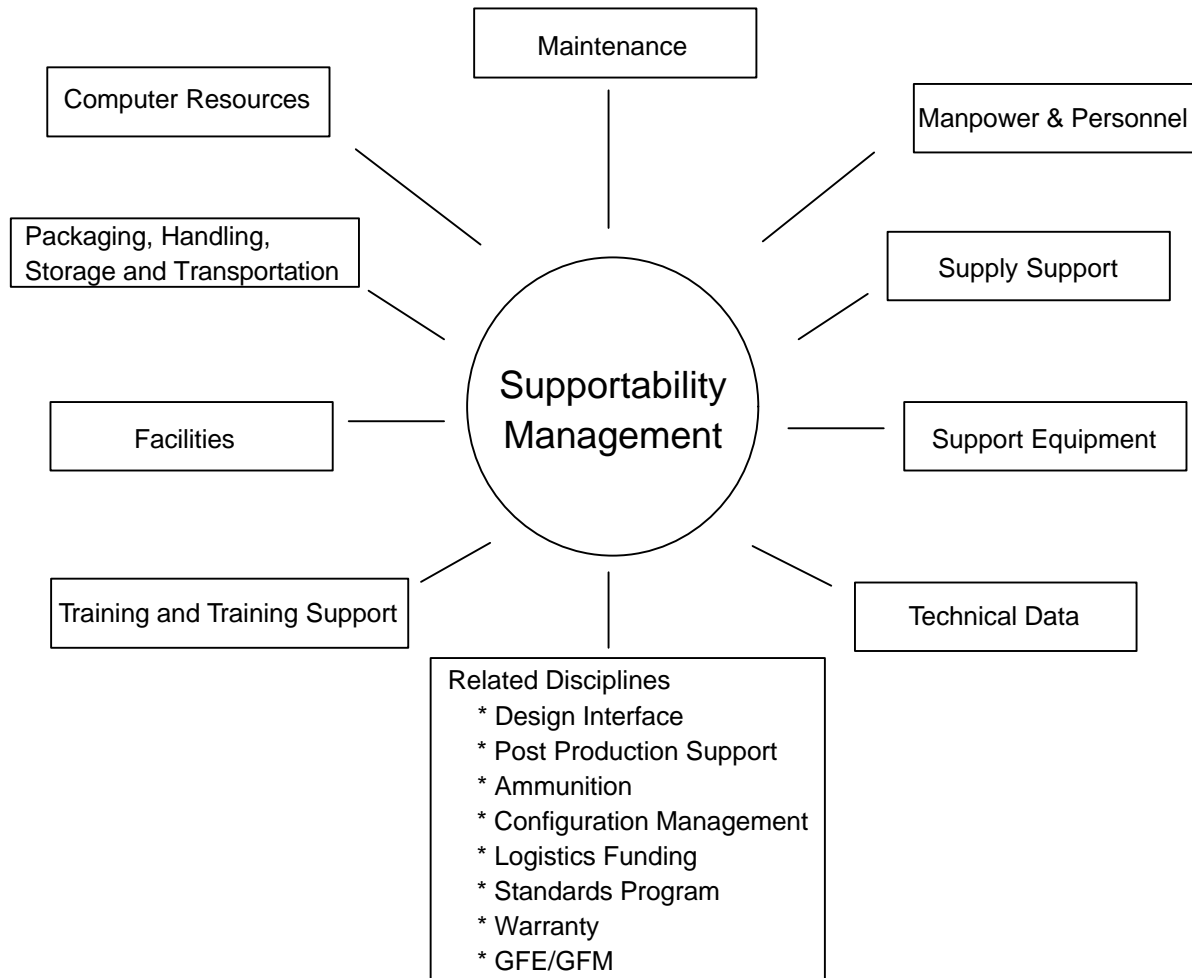 Maintenance
Computer Resources
Manpower & Personnel
Packaging, Handling,
Storage and Transportation
Supply Support
Supportability
Management
Facilities
Support Equipment
Training and Training Support
Technical Data
Related Disciplines
* Design Interface
* Post Production Support
* Ammunition
* Configuration Management
* Logistics Funding
* Standards Program
* Warranty
* GFE/GFM